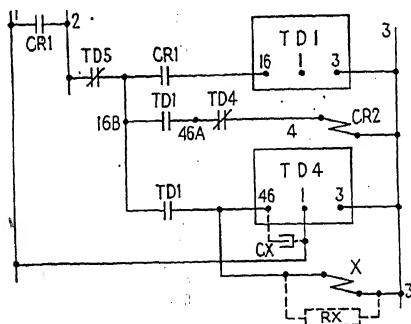 1 2 3
CR1
TD5 CR1 16 TD1 1 3
16B TD1 46A TD4 4 CR2
TD1 46 TD4 1 3
CX
X
RX 3